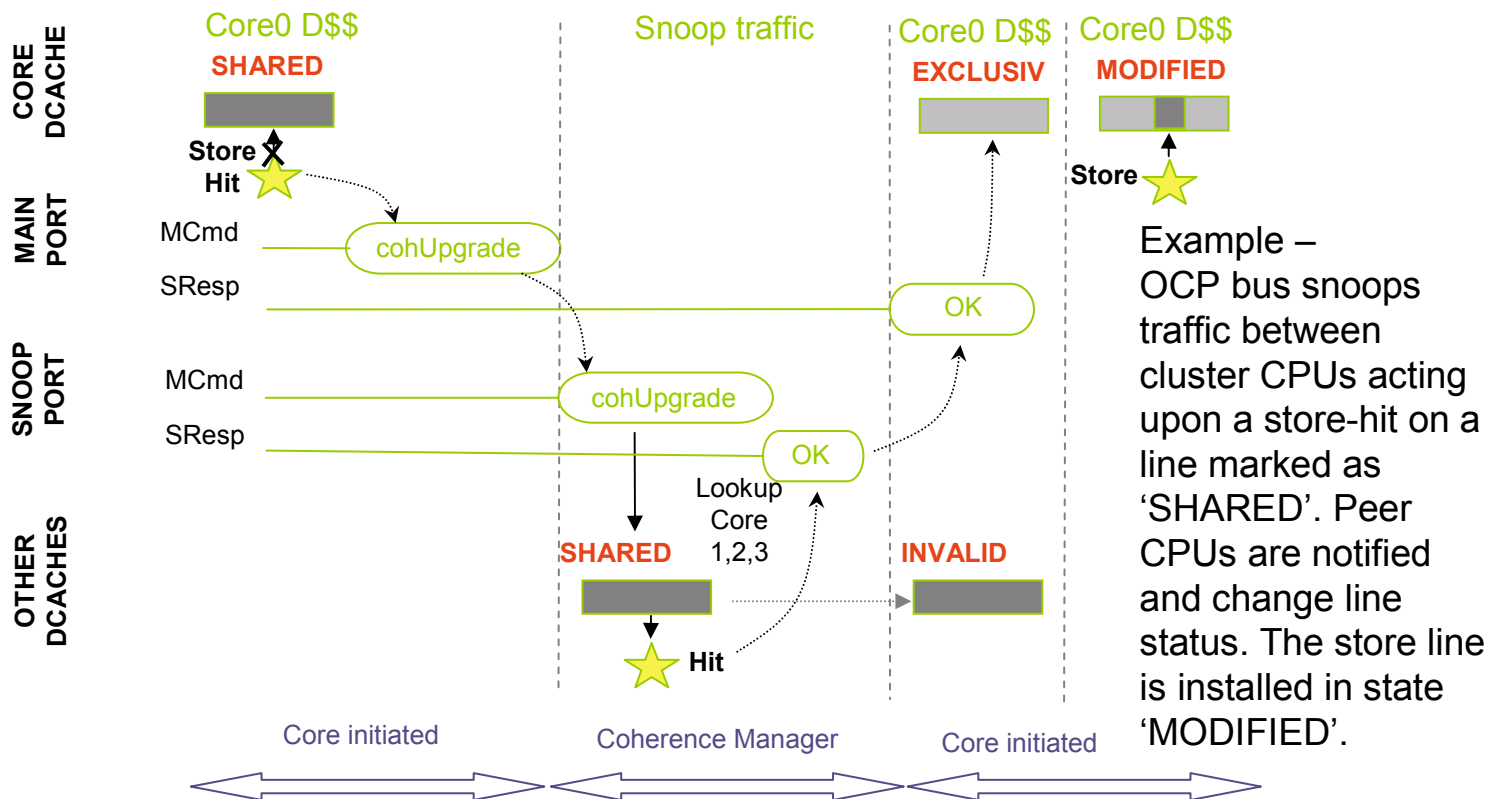 Core0 D$$
Snoop traffic
Core0 D$$
Core0 D$$
CORE
DCACHE
SHARED
EXCLUSIV
MODIFIED
Store
Hit
Store
MAIN
PORT
MCmd
cohUpgrade
SResp
OK
SNOOP
PORT
MCmd
cohUpgrade
SResp
OK
Lookup
Core
1,2,3
OTHER
DCACHES
SHARED
INVALID
Hit
Example –
OCP bus snoops
traffic between
cluster CPUs acting
upon a store-hit on a
line marked as
‘SHARED’. Peer
CPUs are notified
and change line
status. The store line
is installed in state
‘MODIFIED’.
Core initiated
Coherence Manager
Core initiated